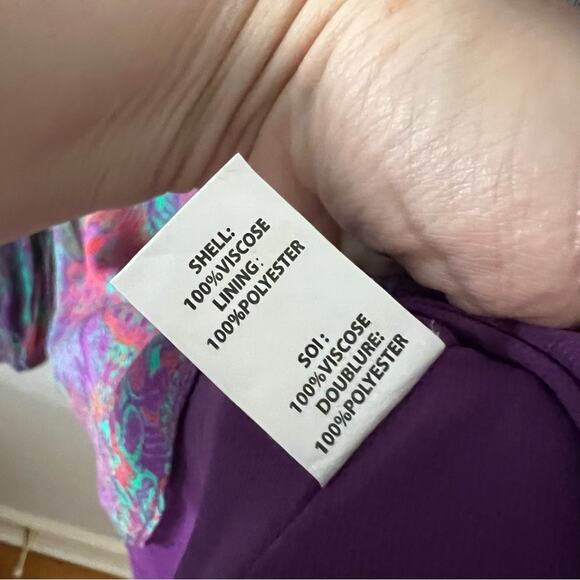 SHELL:
100%VISCOSE
LINING:
100%POLYESTER
SOI:
100%VISCOSE
DOUBLURE:
100%POLYESTER